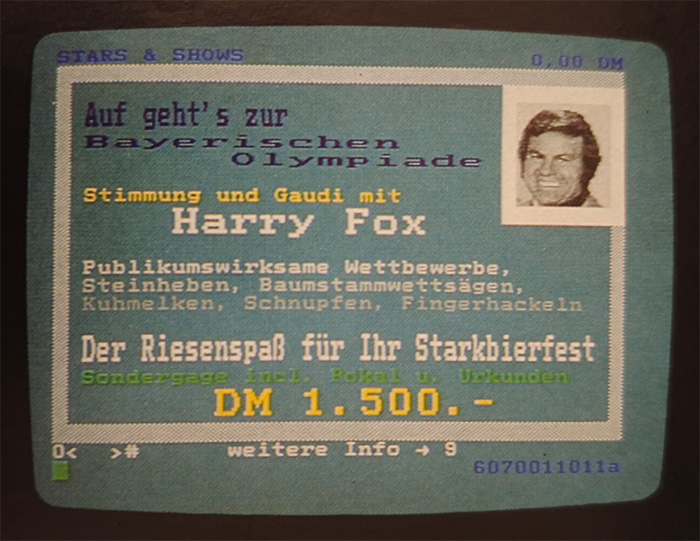 STARS & SHOWS 0,00 DM
Auf geht's zur
Bayerischen
Olympiade
Stimmung und Gaudi mit
Harry Fox
Publikumswirksame Wettbewerbe,
Steinheben, Baumstammwettsägen,
Kuhmelken, Schnupfen, Fingerhackeln
Der Riesenspaß für Ihr Starkbierfest
Sondergage incl. Pokal u. Urkunden
DM 1.500.-
0< ># weitere Info → 9
6070011011a